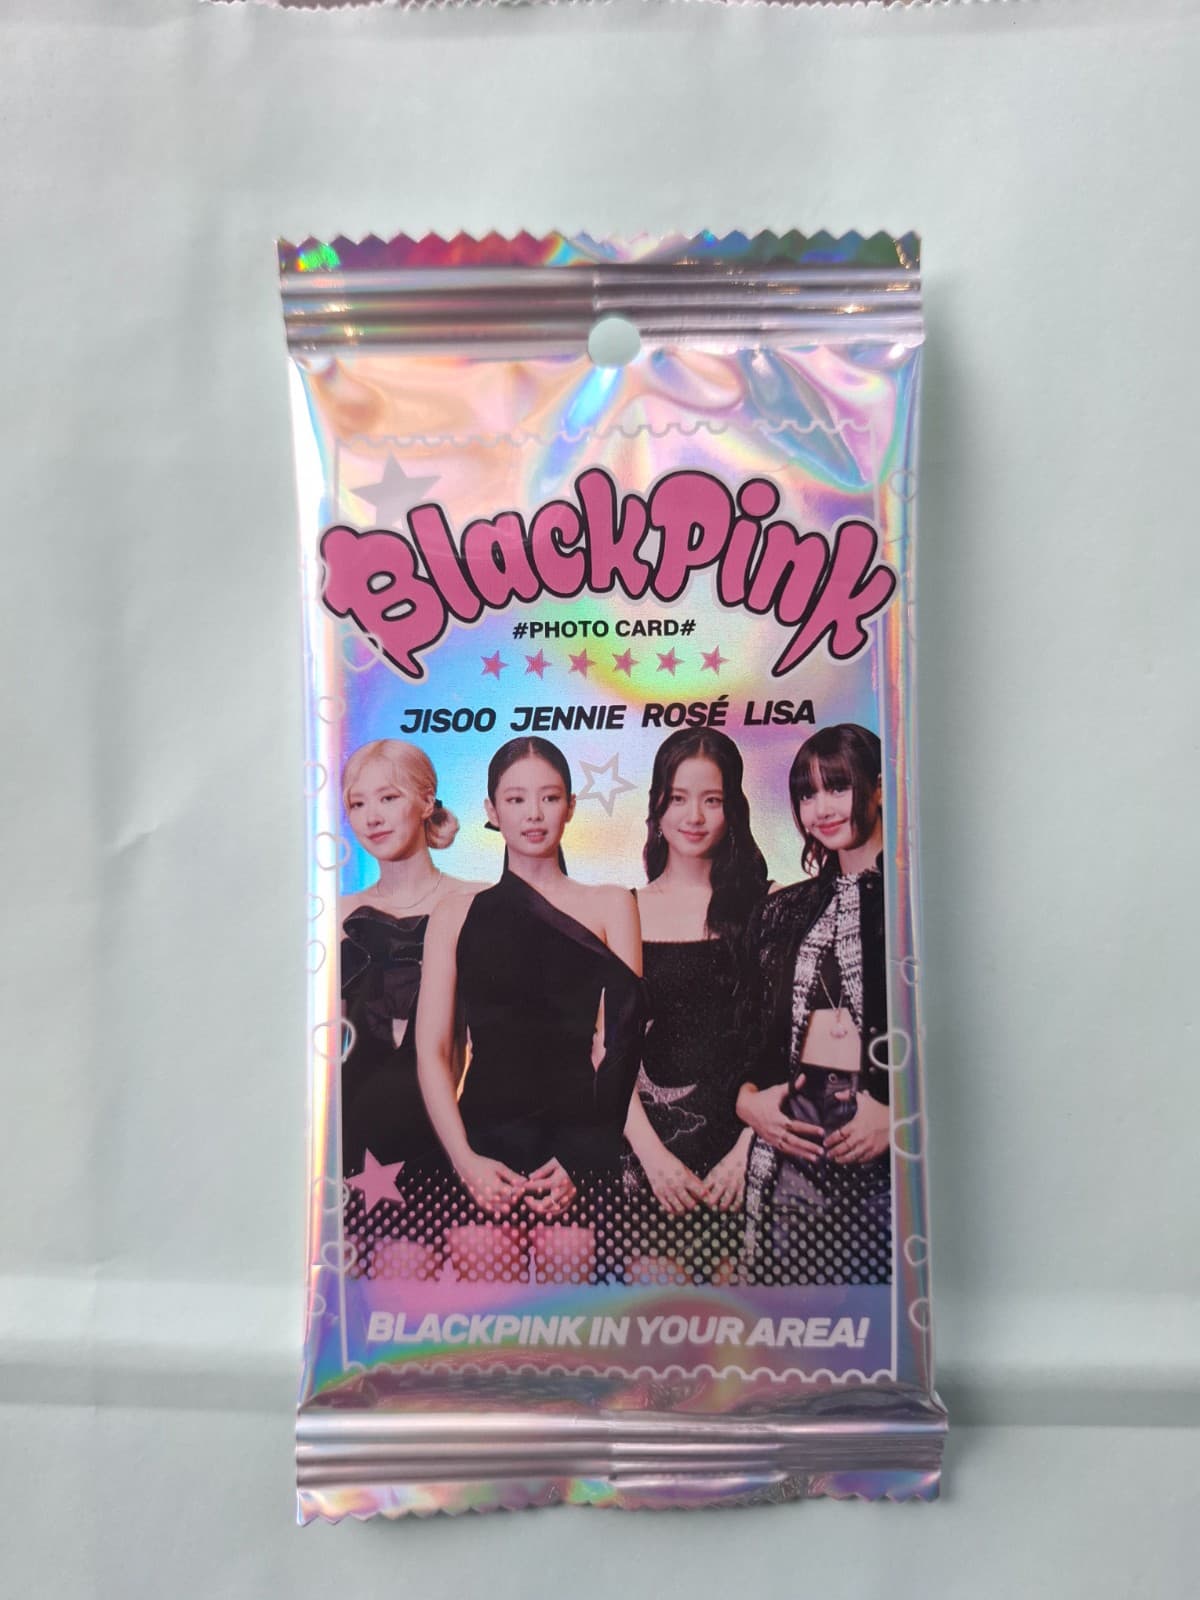 BlackPink
#PHOTO CARD#
JISOO JENNIE ROSÉ LISA
BLACKPINK IN YOUR AREA!